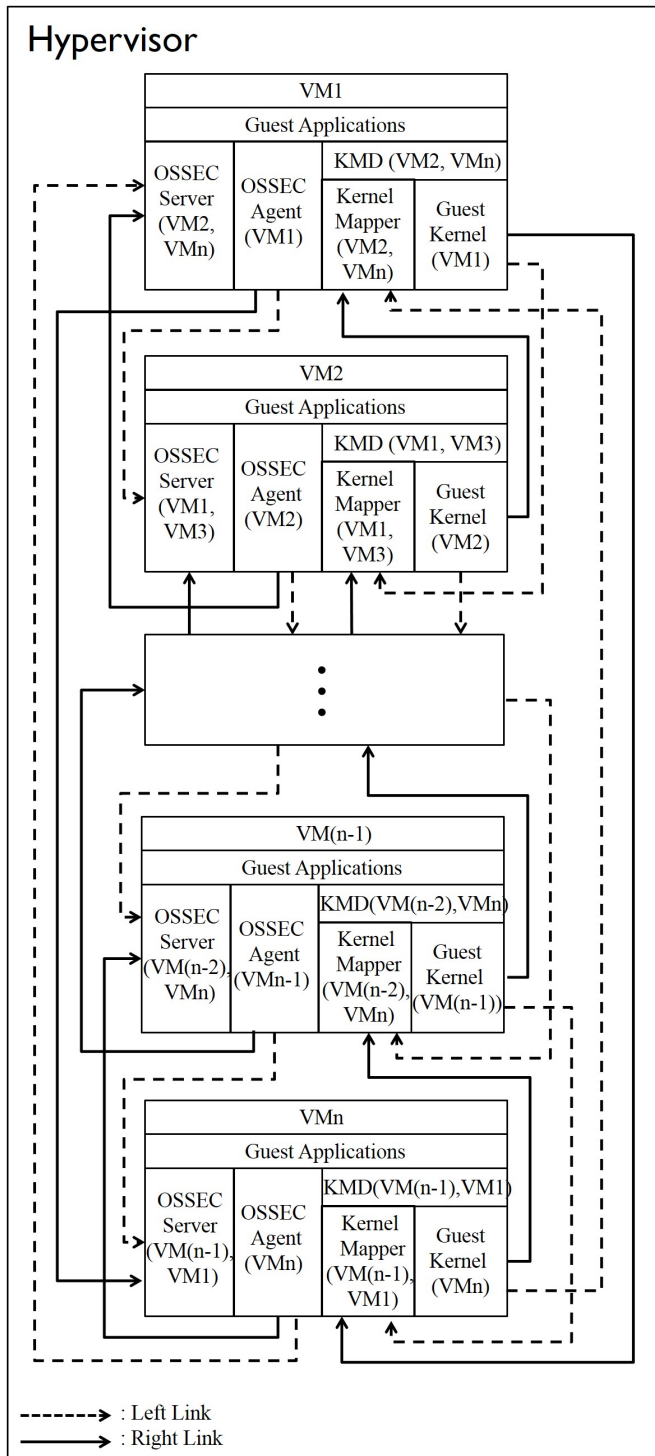 Hypervisor
VM1
Guest Applications
OSSEC
Server
(VM2,
VMn)
OSSEC
Agent
(VM1)
KMD (VM2, VMn)
Kernel
Mapper
(VM2,
VMn)
Guest
Kernel
(VM1)
VM2
Guest Applications
OSSEC
Server
(VM1,
VM3)
OSSEC
Agent
(VM2)
KMD (VM1, VM3)
Kernel
Mapper
(VM1,
VM3)
Guest
Kernel
(VM2)
VM(n-1)
Guest Applications
OSSEC
Server
(VM(n-2),
VMn)
OSSEC
Agent
(VMn-1)
KMD(VM(n-2),VMn)
Kernel
Mapper
(VM(n-2),
VMn)
Guest
Kernel
(VM(n-1))
VMn
Guest Applications
OSSEC
Server
(VM(n-1),
VM1)
OSSEC
Agent
(VMn)
KMD(VM(n-1),VM1)
Kernel
Mapper
(VM(n-1),
VM1)
Guest
Kernel
(VMn)
: Left Link
: Right Link